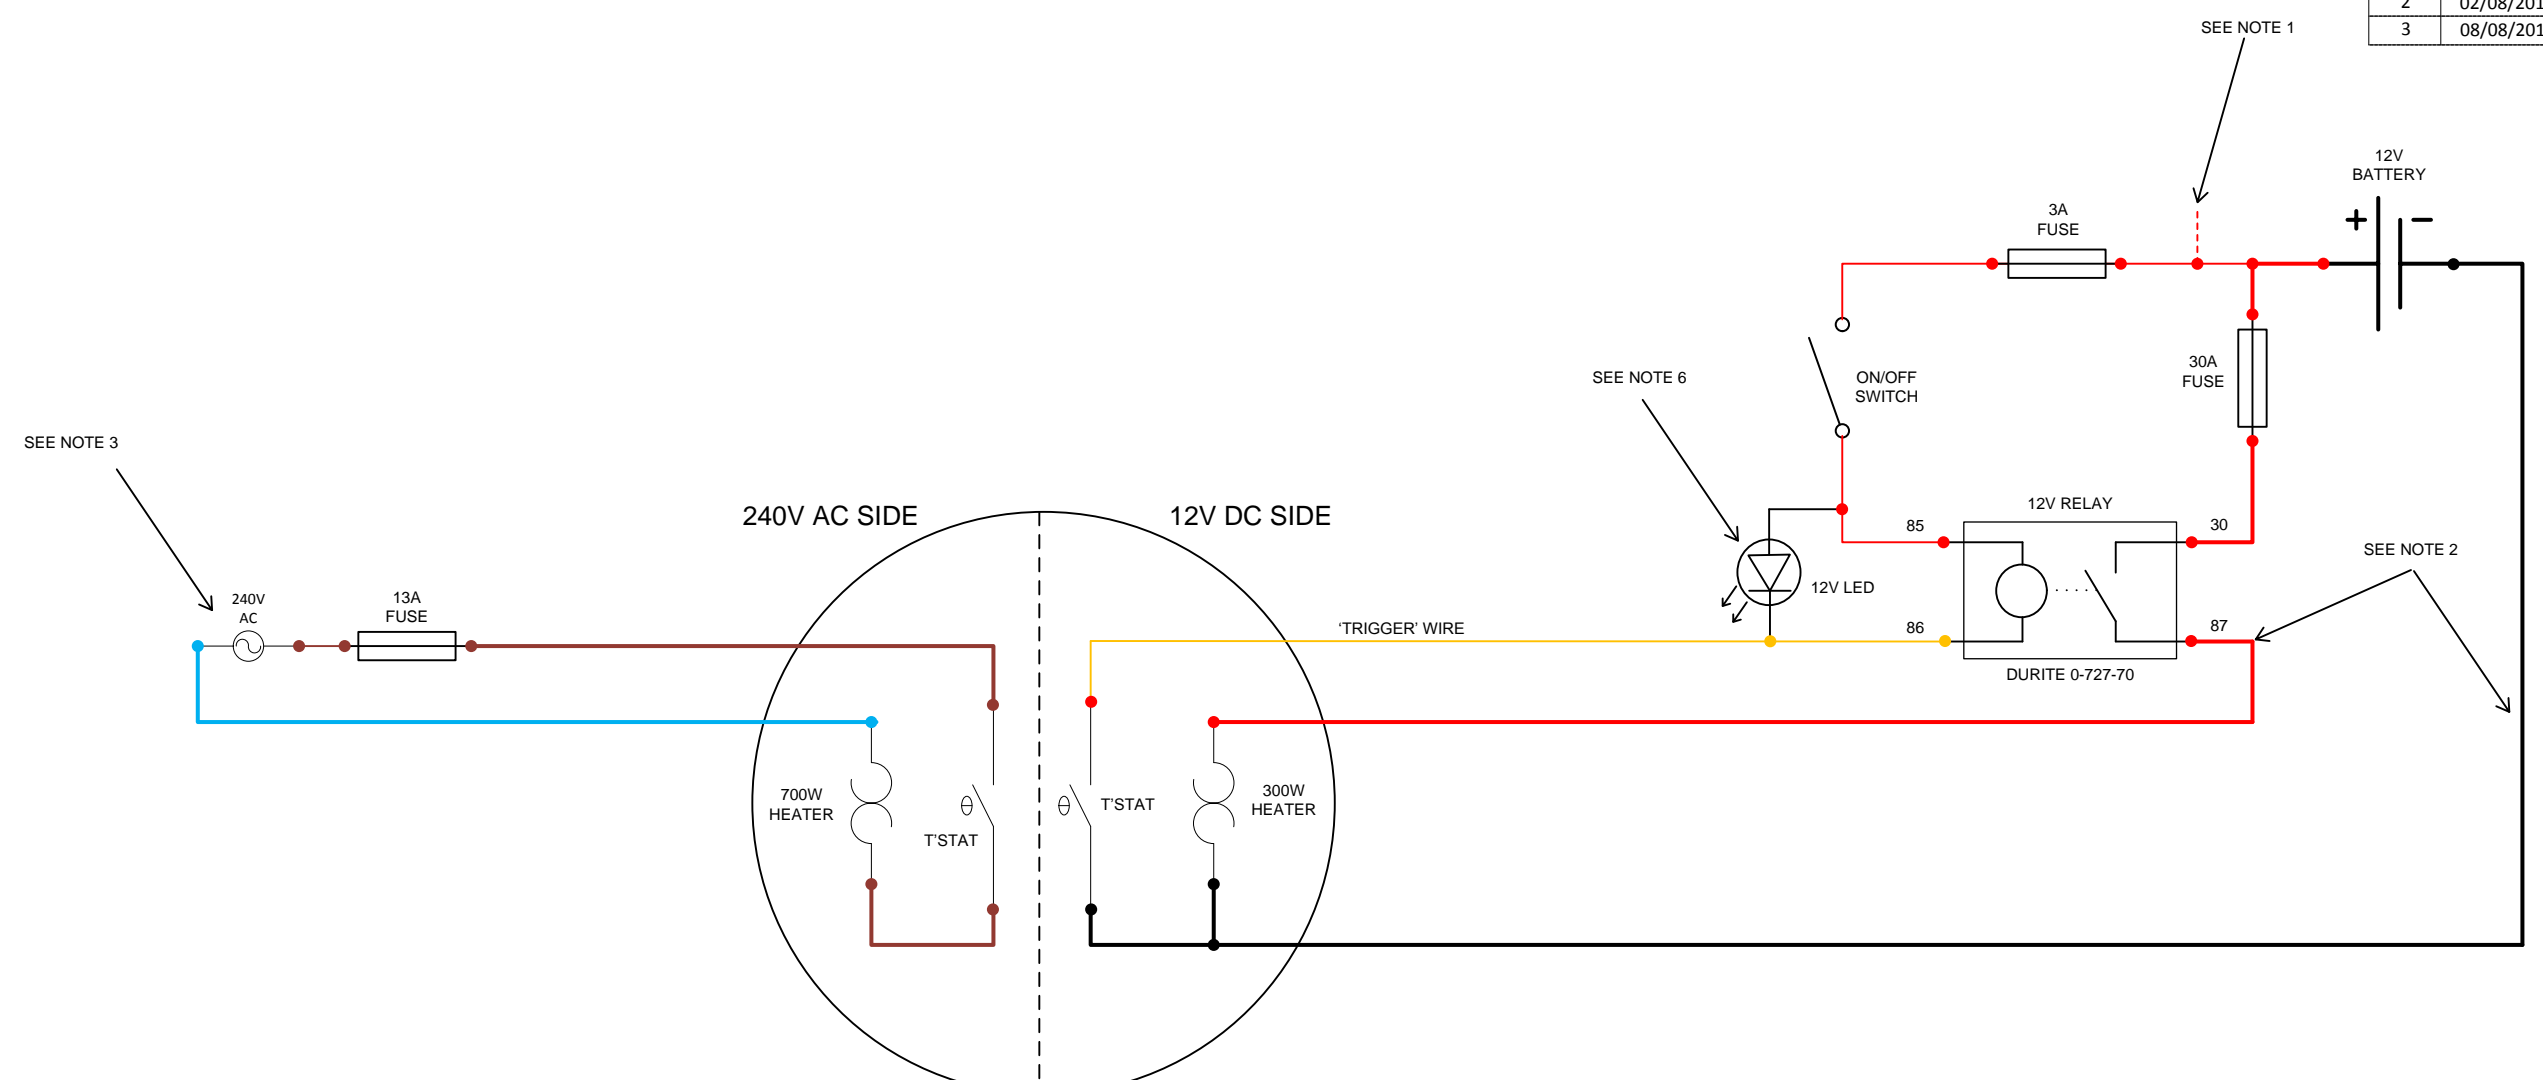 2 02/08/201
3 08/08/201
SEE NOTE 1
12V
BATTERY
+ −
3A
FUSE
30A
FUSE
ON/OFF
SWITCH
SEE NOTE 6
SEE NOTE 3
240V AC SIDE
12V DC SIDE
12V RELAY
85
30
SEE NOTE 2
12V LED
240V
AC
13A
FUSE
'TRIGGER' WIRE
86
87
DURITE 0-727-70
700W
HEATER
θ
T'STAT
θ
T'STAT
300W
HEATER